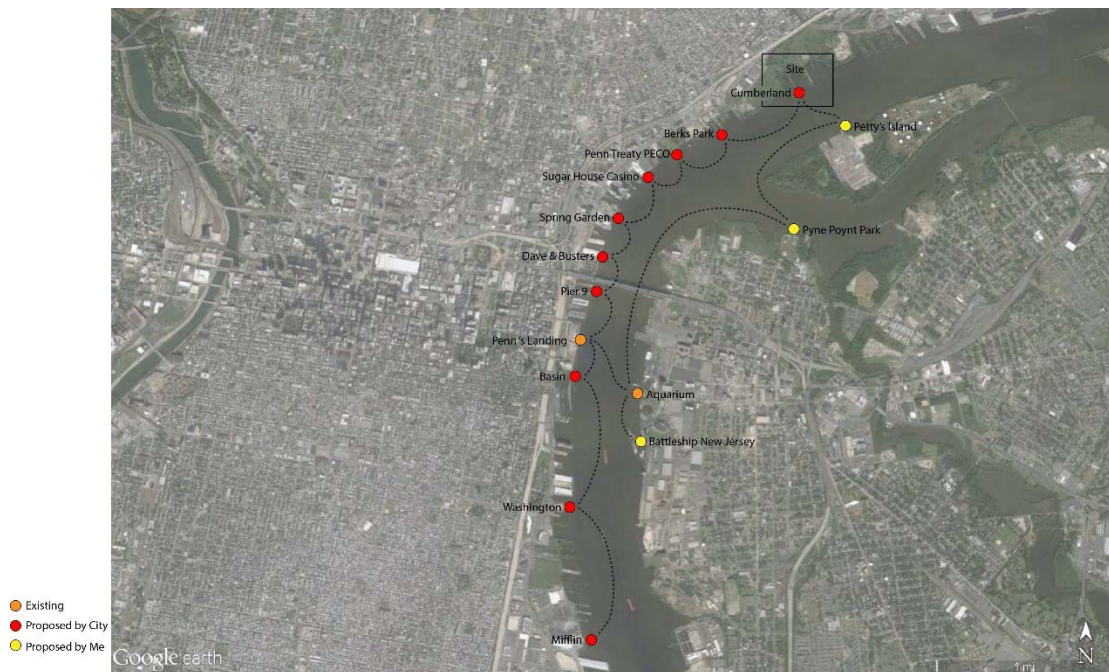 Site
Cumberland
Petty's Island
Berks Park
Penn Treaty PECO
Sugar House Casino
Spring Garden
Pyne Poynt Park
Dave & Busters
Pier 9
Penn's Landing
Basin
Aquarium
Battleship New Jersey
Washington
Mifflin
Existing
Proposed by City
Proposed by Me
Google earth
1 mi
N